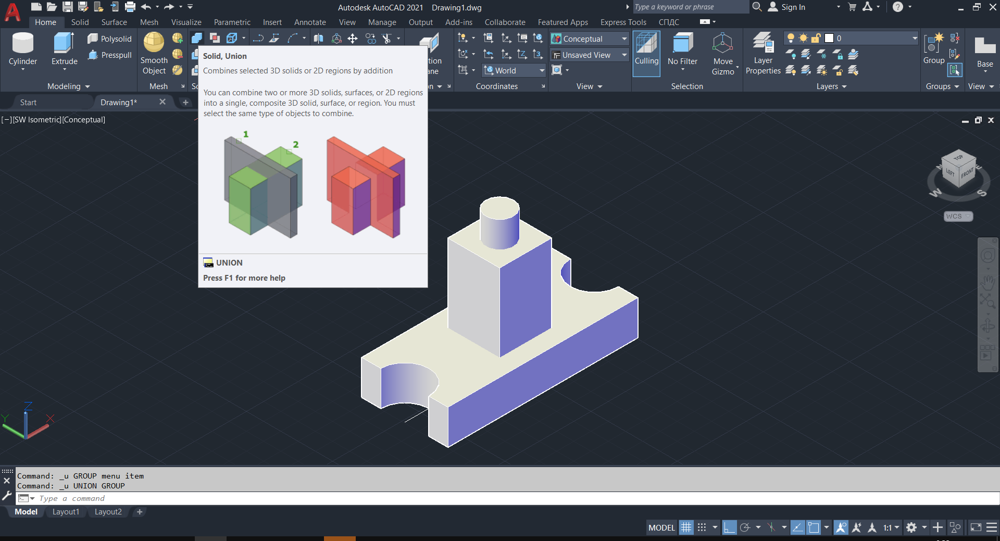 Autodesk AutoCAD 2021 Drawing1.dwg
Type a keyword or phrase
Sign In
Home Solid Surface Mesh Visualize Parametric Insert Annotate View Manage Output Add-ins Collaborate Featured Apps Express Tools СПДС
Cylinder
Extrude
Polysolid
Presspull
Modeling
Smooth
Object
Mesh
World
Coordinates
Conceptual
Unsaved View
View
Culling
No Filter
Move
Gizmo
Selection
Layer
Properties
0
Layers
Group
Groups
Base
View
Start
Drawing1*
[−][SW Isometric][Conceptual]
Solid, Union
Combines selected 3D solids or 2D regions by addition
You can combine two or more 3D solids, surfaces, or 2D regions
into a single, composite 3D solid, surface, or region. You must
select the same type of objects to combine.
1
2
UNION
Press F1 for more help
TOP
LEFT
FRONT
W
S
WCS
Z
Y
X
Command: _u GROUP menu item
Command: _u UNION GROUP
Type a command
Model Layout1 Layout2
MODEL
1:1